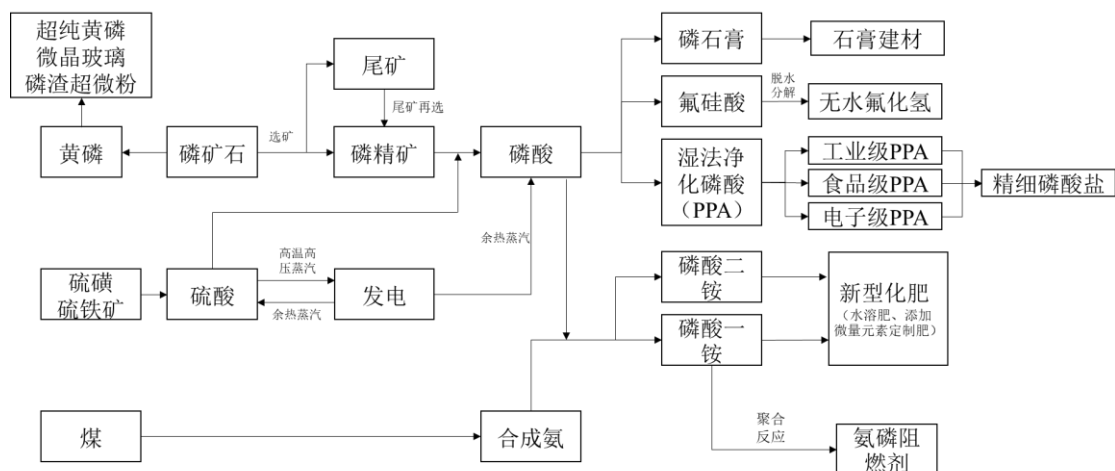 超纯黄磷
微晶玻璃
磷渣超微粉
尾矿
磷石膏
石膏建材
尾矿再选
氟硅酸
脱水
分解
无水氟化氢
黄磷
磷矿石
选矿
磷精矿
磷酸
湿法净
化磷酸
（PPA）
工业级PPA
食品级PPA
电子级PPA
精细磷酸盐
余热蒸汽
硫磺
硫铁矿
硫酸
高温高
压蒸汽
余热蒸汽
发电
磷酸二
铵
磷酸一
铵
新型化肥
（水溶肥、添加
微量元素定制肥）
煤
合成氨
聚合
反应
氨磷阻
燃剂